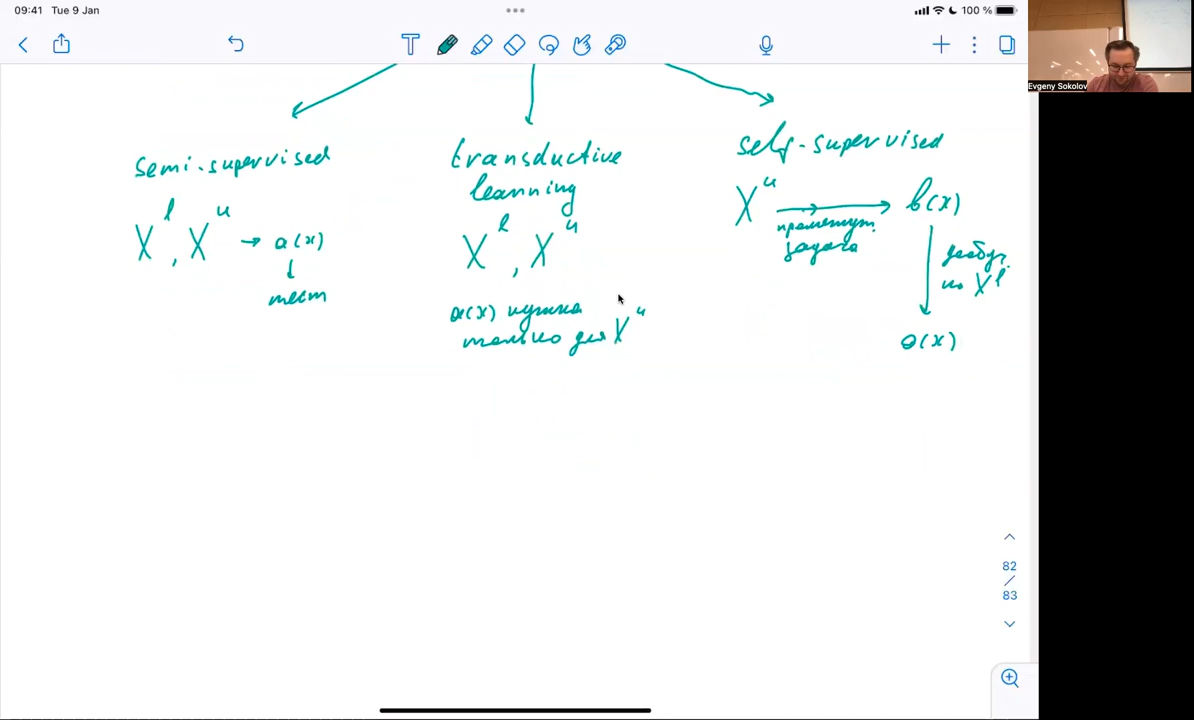 09:41 Tue 9 Jan
100 %
Evgeny Sokolov
semi-supervised
X^l, X^u → a(x)
тест
transductive
learning
X^l, X^u
a(x) нужна
только для X^u
self-supervised
X^u → b(x)
промежут.
задача
дообуч.
по X^l
a(x)
82
/
83